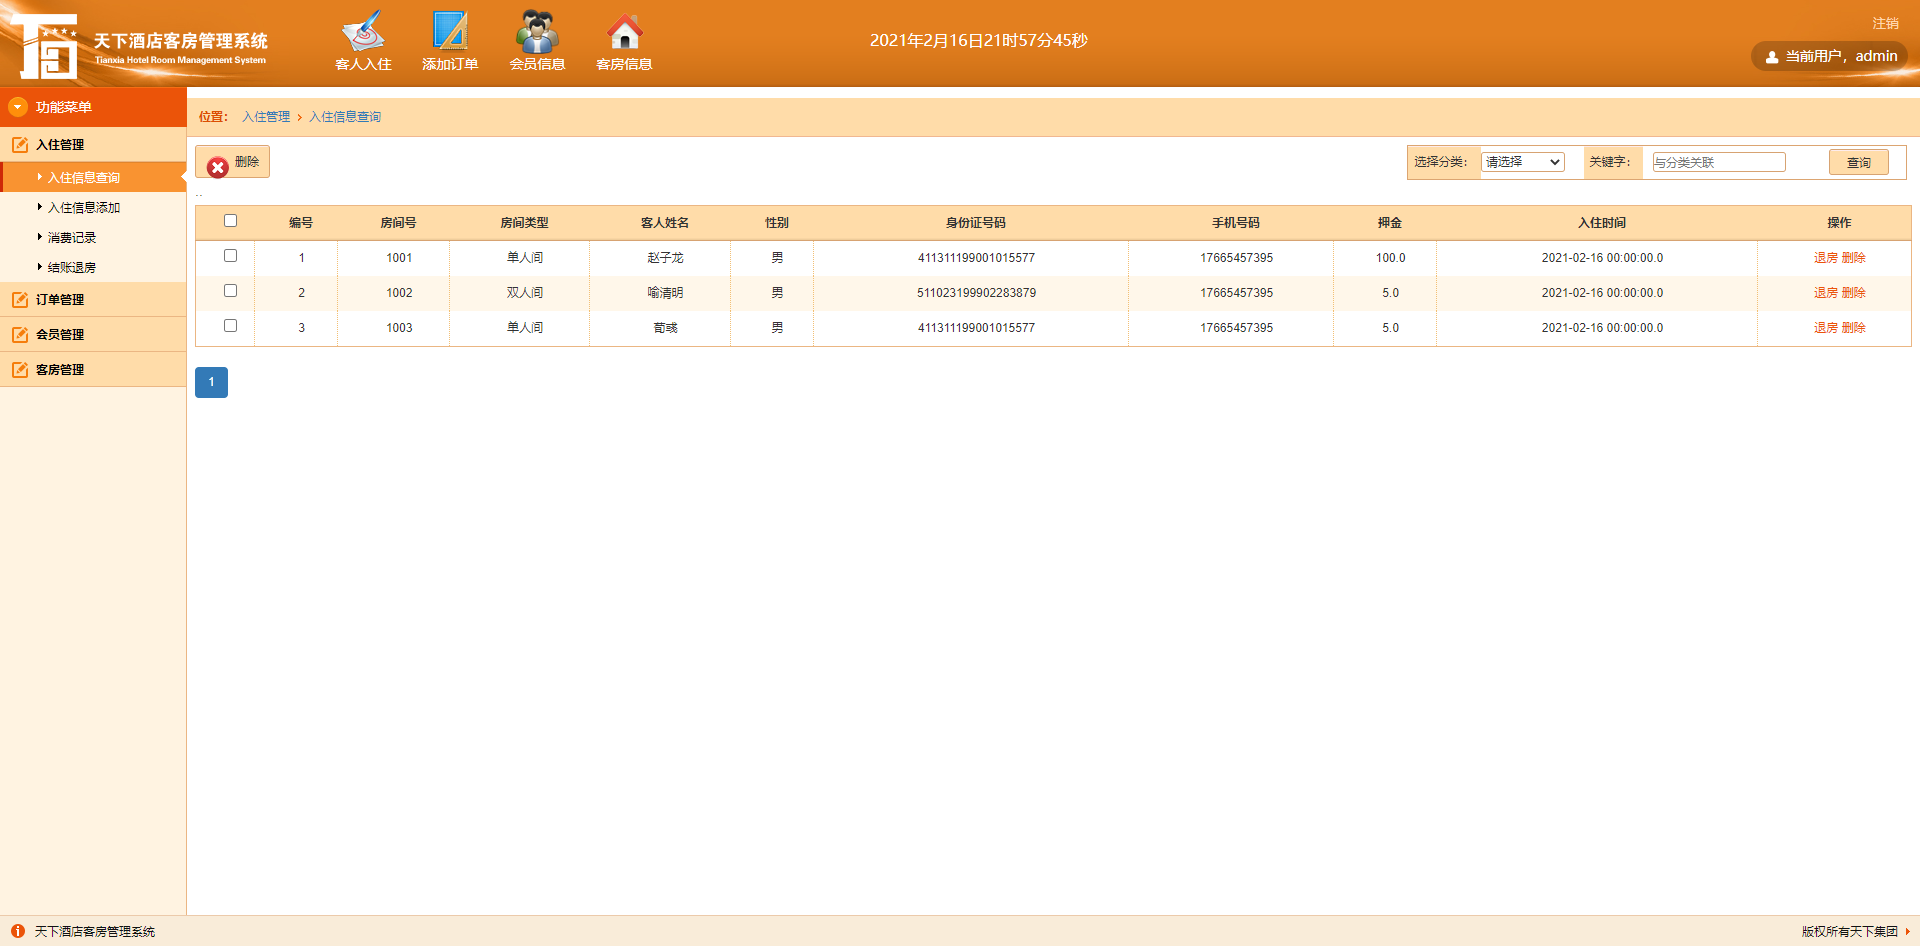 天下酒店客房管理系统
Tianxia Hotel Room Management System
客人入住 添加订单 会员信息 客房信息
2021年2月16日21时57分45秒
注销
当前用户，admin
功能菜单
入住管理
入住信息查询
入住信息添加
消费记录
结账退房
订单管理
会员管理
客房管理
位置： 入住管理 › 入住信息查询
删除
选择分类： 请选择 关键字： 与分类关联 查询
..
编号 房间号 房间类型 客人姓名 性别 身份证号码 手机号码 押金 入住时间 操作
1 1001 单人间 赵子龙 男 411311199001015577 17665457395 100.0 2021-02-16 00:00:00.0 退房 删除
2 1002 双人间 喻清明 男 511023199902283879 17665457395 5.0 2021-02-16 00:00:00.0 退房 删除
3 1003 单人间 荀彧 男 411311199001015577 17665457395 5.0 2021-02-16 00:00:00.0 退房 删除
1
天下酒店客房管理系统
版权所有天下集团